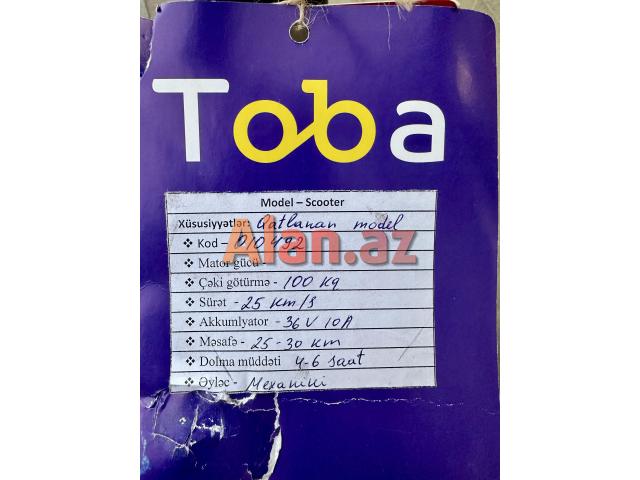 Toba
Model – Scooter
Xüsusiyyətlər: Qatlanan model
❖ Kod – 010492
Alan.az
❖ Mator gücü -
❖ Çəki götürmə - 100 kg
❖ Sürət - 25 km/s
❖ Akkumlyator - 36 V 10A
❖ Məsafə - 25-30 km
❖ Dolma müddəti 4-6 saat
❖ Əyləc - Mexaniki